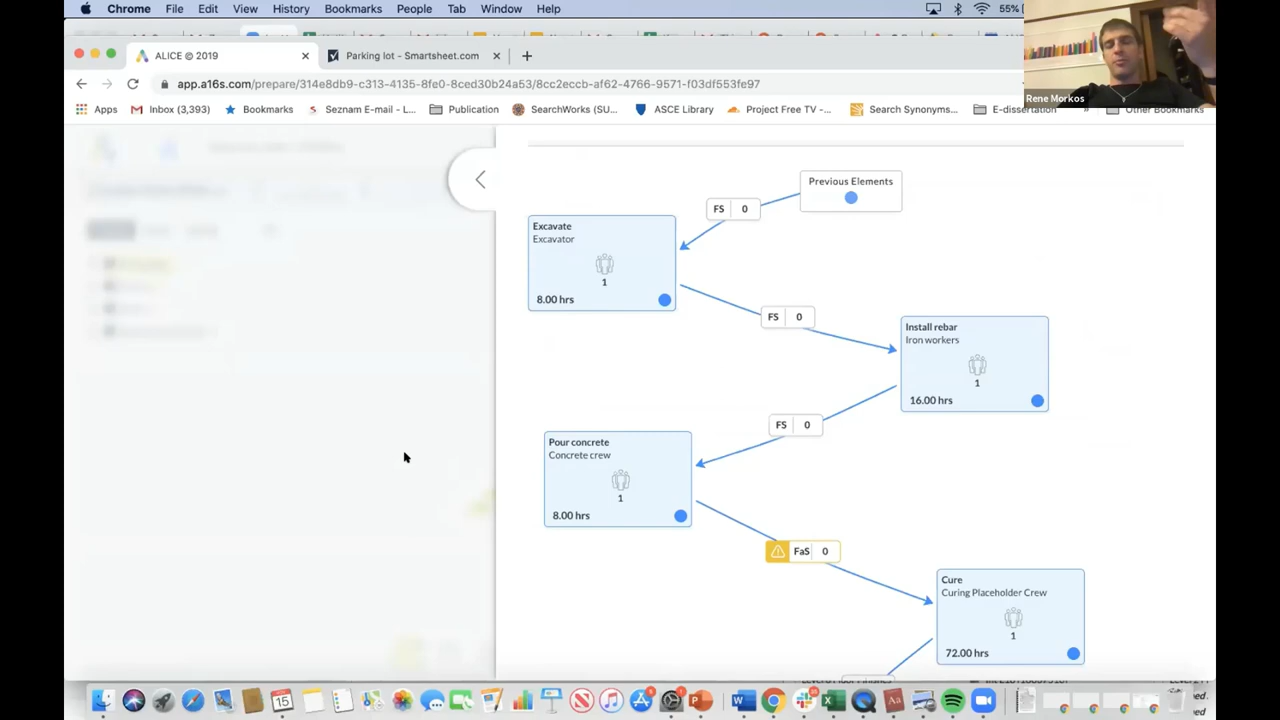 Chrome File Edit View History Bookmarks People Tab Window Help 55%
ALICE © 2019
Parking lot - Smartsheet.com
app.a16s.com/prepare/314e8db9-c313-4135-8fe0-8ced30b24a53/8cc2eccb-af62-4766-9571-f03df553fe97
Rene Morkos
Apps Inbox (3,393) Bookmarks Stanford E-mail - L... Publication SearchWorks (SU... ASCE Library Project Free TV -... Search Synonyms... E-dissertation » Other Bookmarks
Previous Elements
FS 0
Excavate
Excavator
1
8.00 hrs
FS 0
Install rebar
Iron workers
1
16.00 hrs
FS 0
Pour concrete
Concrete crew
1
8.00 hrs
FaS 0
Cure
Curing Placeholder Crew
1
72.00 hrs
15